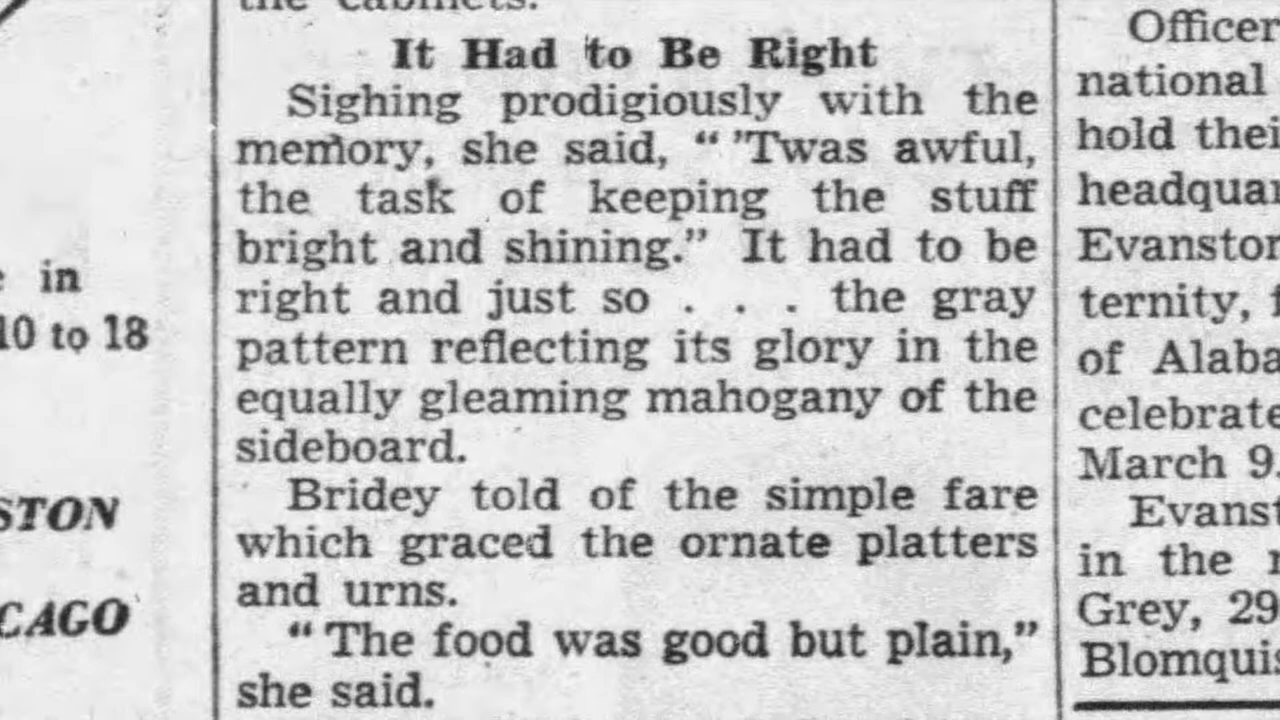 the cabinets.
It Had to Be Right
Sighing prodigiously with the
memory, she said, “ ’Twas awful,
the task of keeping the stuff
bright and shining.” It had to be
right and just so . . . the gray
pattern reflecting its glory in the
equally gleaming mahogany of the
sideboard.
Bridey told of the simple fare
which graced the ornate platters
and urns.
“ The food was good but plain,”
she said.
in
10 to 18
STON
CAGO
Officer
national
hold thei
headquar
Evanston
ternity, f
of Alaba
celebrate
March 9.
Evanst
in the r
Grey, 29
Blomquis